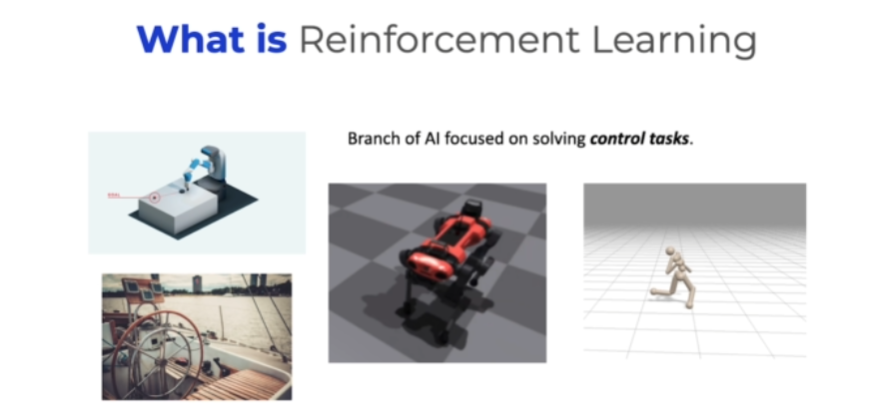 What is Reinforcement Learning
Branch of AI focused on solving control tasks.